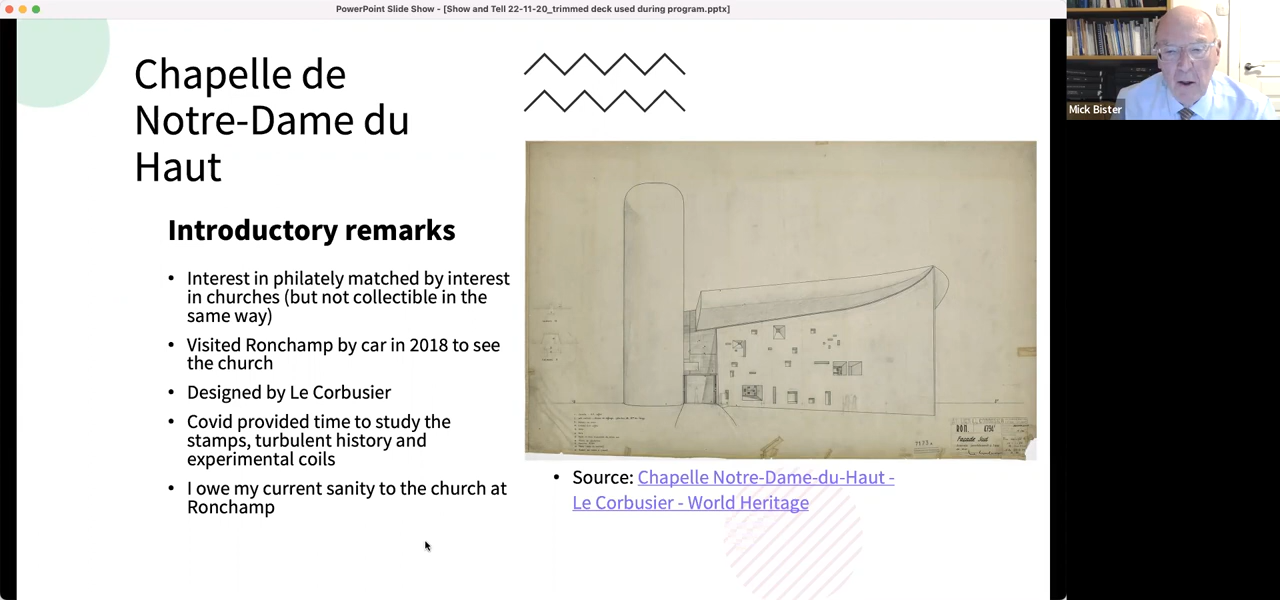 PowerPoint Slide Show - [Show and Tell 22-11-20_trimmed deck used during program.pptx]
Chapelle de
Notre-Dame du
Haut
Introductory remarks
• Interest in philately matched by interest
in churches (but not collectible in the
same way)
• Visited Ronchamp by car in 2018 to see
the church
• Designed by Le Corbusier
• Covid provided time to study the
stamps, turbulent history and
experimental coils
• I owe my current sanity to the church at
Ronchamp
Façade Sud
• Source: Chapelle Notre-Dame-du-Haut -
Le Corbusier - World Heritage
Mick Bister